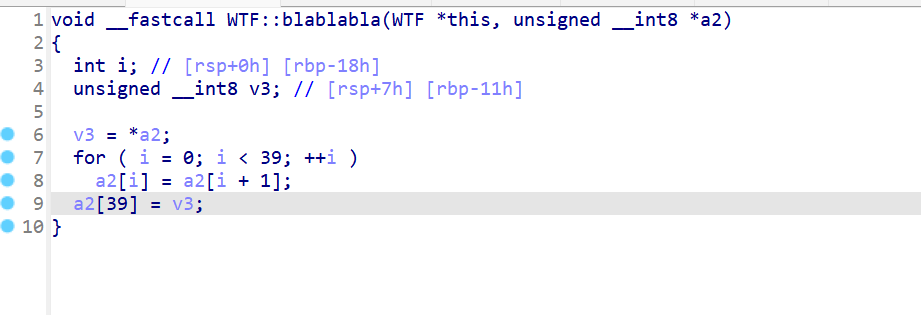 1 void __fastcall WTF::blablabla(WTF *this, unsigned __int8 *a2)
2 {
3 int i; // [rsp+0h] [rbp-18h]
4 unsigned __int8 v3; // [rsp+7h] [rbp-11h]
5
6 v3 = *a2;
7 for ( i = 0; i < 39; ++i )
8 a2[i] = a2[i + 1];
9 a2[39] = v3;
10 }